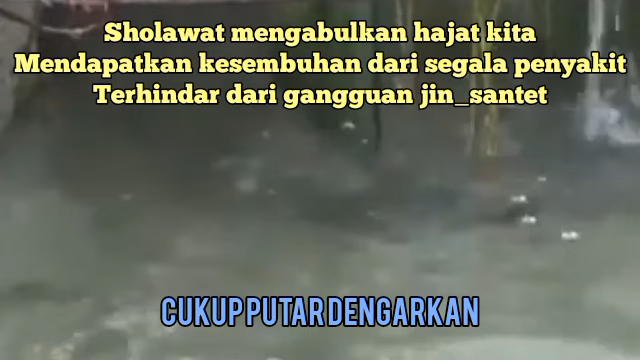 Sholawat mengabulkan hajat kita
Mendapatkan kesembuhan dari segala penyakit
Terhindar dari gangguan jin_santet
CUKUP PUTAR DENGARKAN